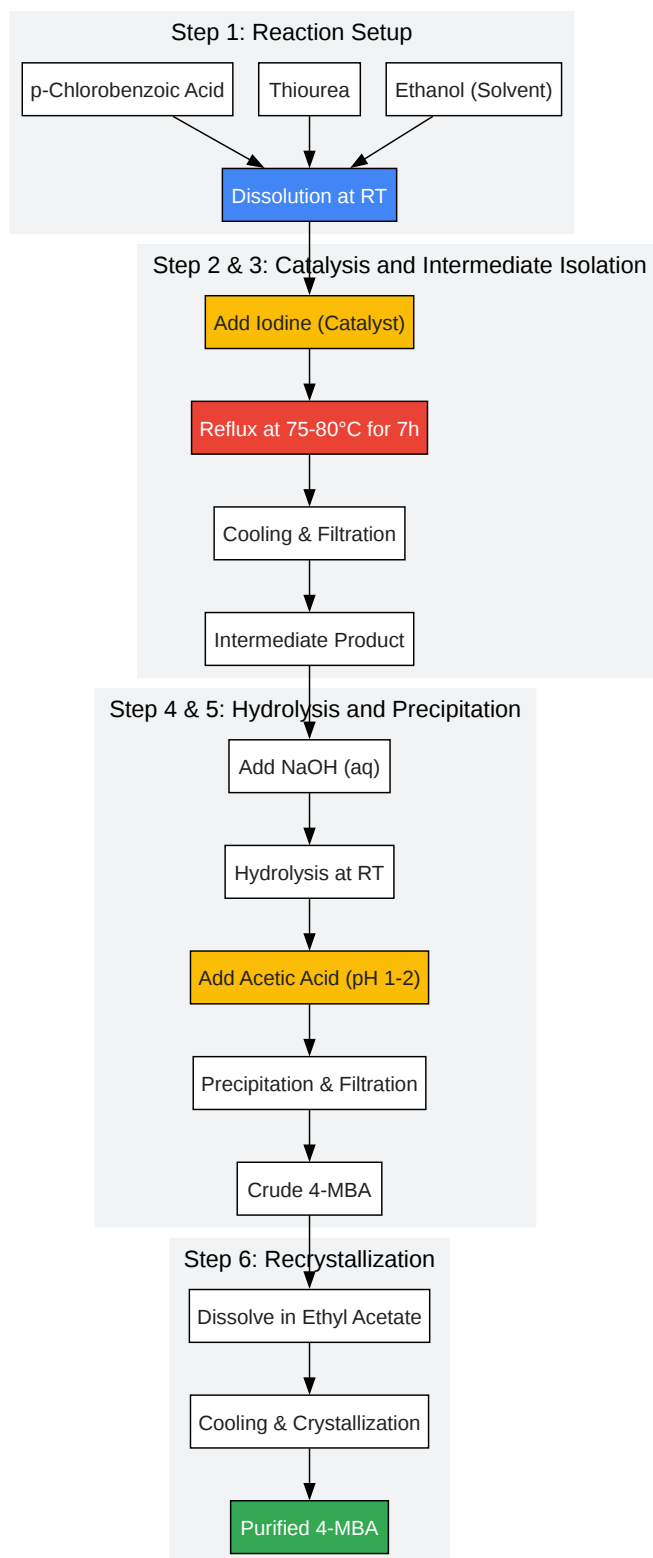 Step 1: Reaction Setup
p-Chlorobenzoic Acid
Thiourea
Ethanol (Solvent)
Dissolution at RT
Step 2 & 3: Catalysis and Intermediate Isolation
Add Iodine (Catalyst)
Reflux at 75-80°C for 7h
Cooling & Filtration
Intermediate Product
Step 4 & 5: Hydrolysis and Precipitation
Add NaOH (aq)
Hydrolysis at RT
Add Acetic Acid (pH 1-2)
Precipitation & Filtration
Crude 4-MBA
Step 6: Recrystallization
Dissolve in Ethyl Acetate
Cooling & Crystallization
Purified 4-MBA